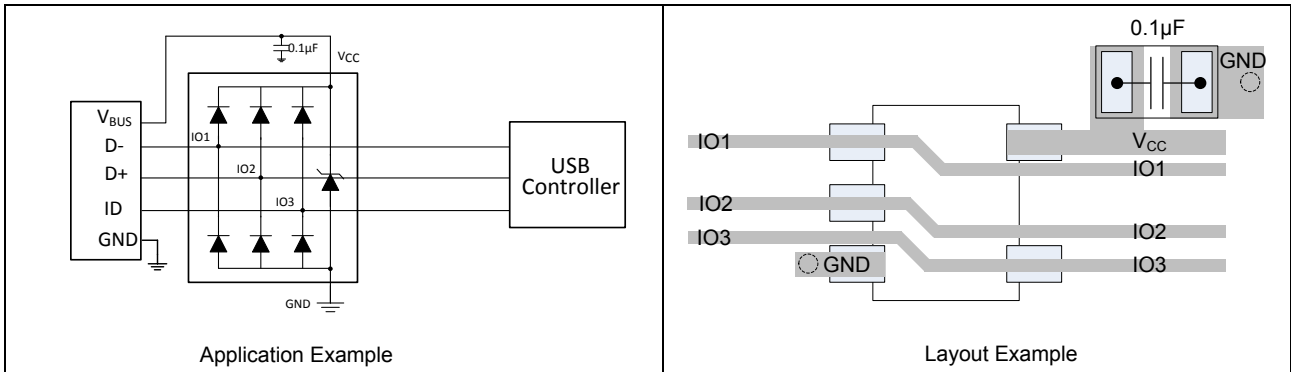 0.1µF
VCC
VBUS
D-
D+
ID
GND
IO1
IO2
IO3
GND
USB
Controller
Application Example
0.1µF
GND
IO1
VCC
IO1
IO2
IO2
IO3
IO3
GND
Layout Example